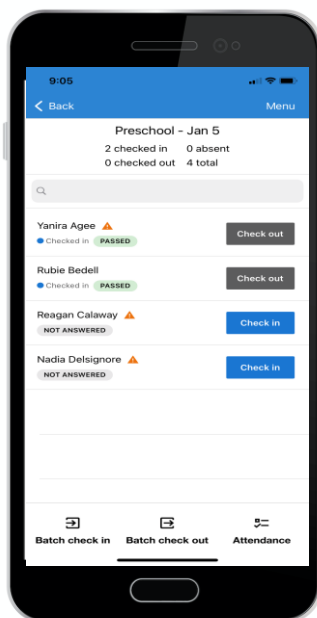 9:05
Back Menu
Preschool - Jan 5
2 checked in 0 absent
0 checked out 4 total
Yanira Agee
Checked in PASSED
Check out
Rubie Bedell
Checked in PASSED
Check out
Reagan Calaway
NOT ANSWERED
Check in
Nadia Delsignore
NOT ANSWERED
Check in
Batch check in Batch check out Attendance